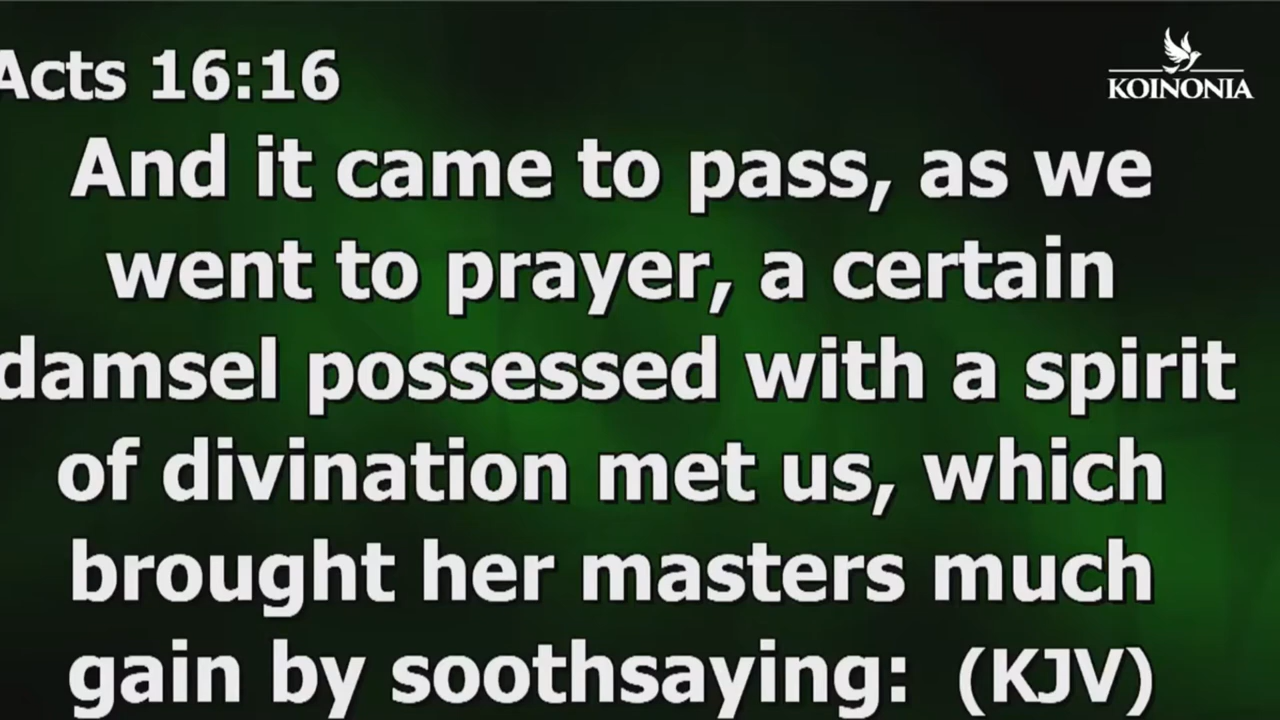 Acts 16:16
KOINONIA
And it came to pass, as we
went to prayer, a certain
damsel possessed with a spirit
of divination met us, which
brought her masters much
gain by soothsaying: (KJV)